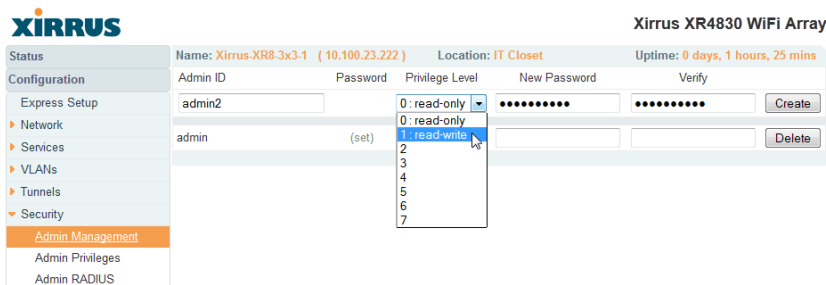 XIRRUS
Xirrus XR4830 WiFi Array
Status
Name: Xirrus-XR8-3x3-1 ( 10.100.23.222 ) Location: IT Closet Uptime: 0 days, 1 hours, 25 mins
Configuration
Admin ID Password Privilege Level New Password Verify
Express Setup
admin2 0 : read-only •••••••••• •••••••••• Create
Network
0 : read-only
1 : read-write
admin (set) Delete
Services
2
3
VLANs
4
Tunnels
5
6
Security
7
Admin Management
Admin Privileges
Admin RADIUS